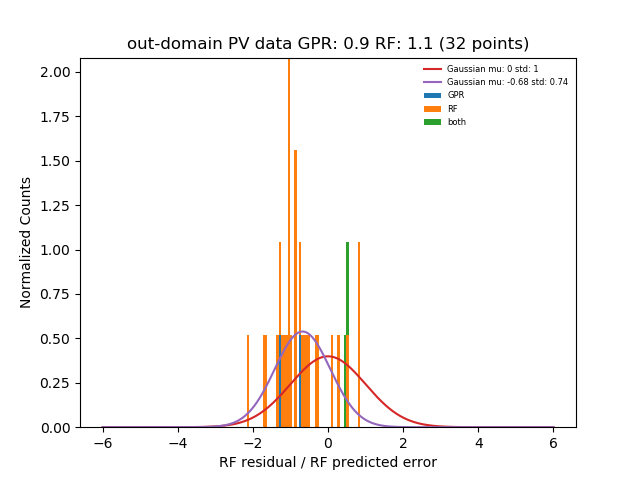 out-domain PV data GPR: 0.9 RF: 1.1 (32 points)
Gaussian mu: 0 std: 1
Gaussian mu: -0.68 std: 0.74
GPR
RF
both
Normalized Counts
2.00
1.75
1.50
1.25
1.00
0.75
0.50
0.25
0.00
−6
−4
−2
0
2
4
6
RF residual / RF predicted error